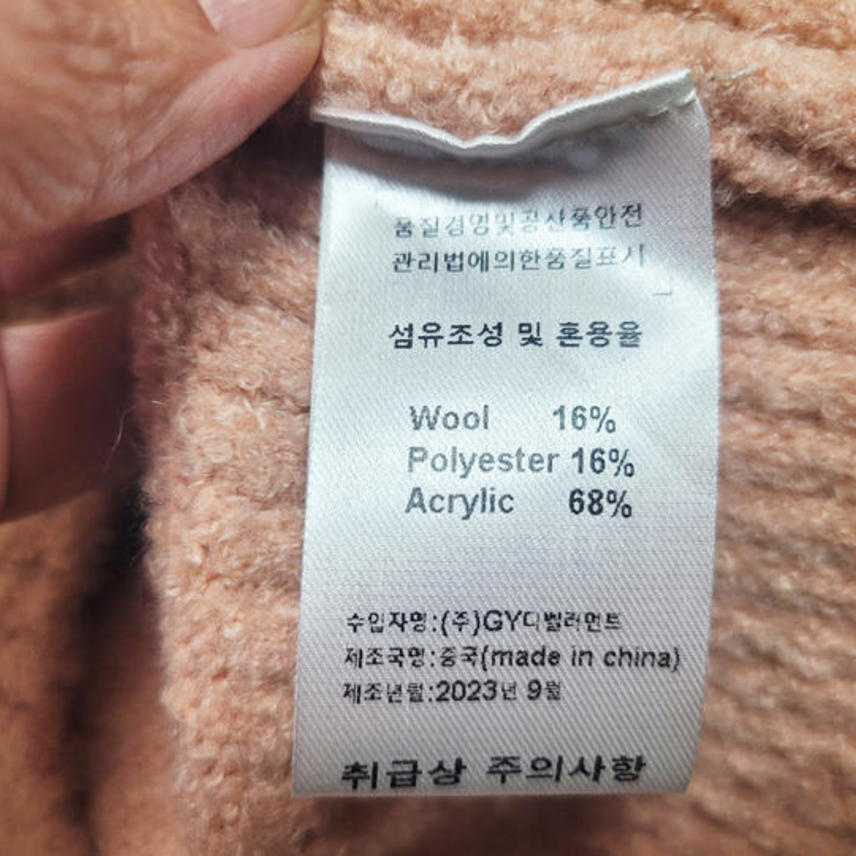 품질경영및공산품안전
관리법에의한품질표시
섬유조성 및 혼용율
Wool 16%
Polyester 16%
Acrylic 68%
수입자명:(주)GY디벨러먼트
제조국명:중국(made in china)
제조년월:2023년 9월
취급상 주의사항